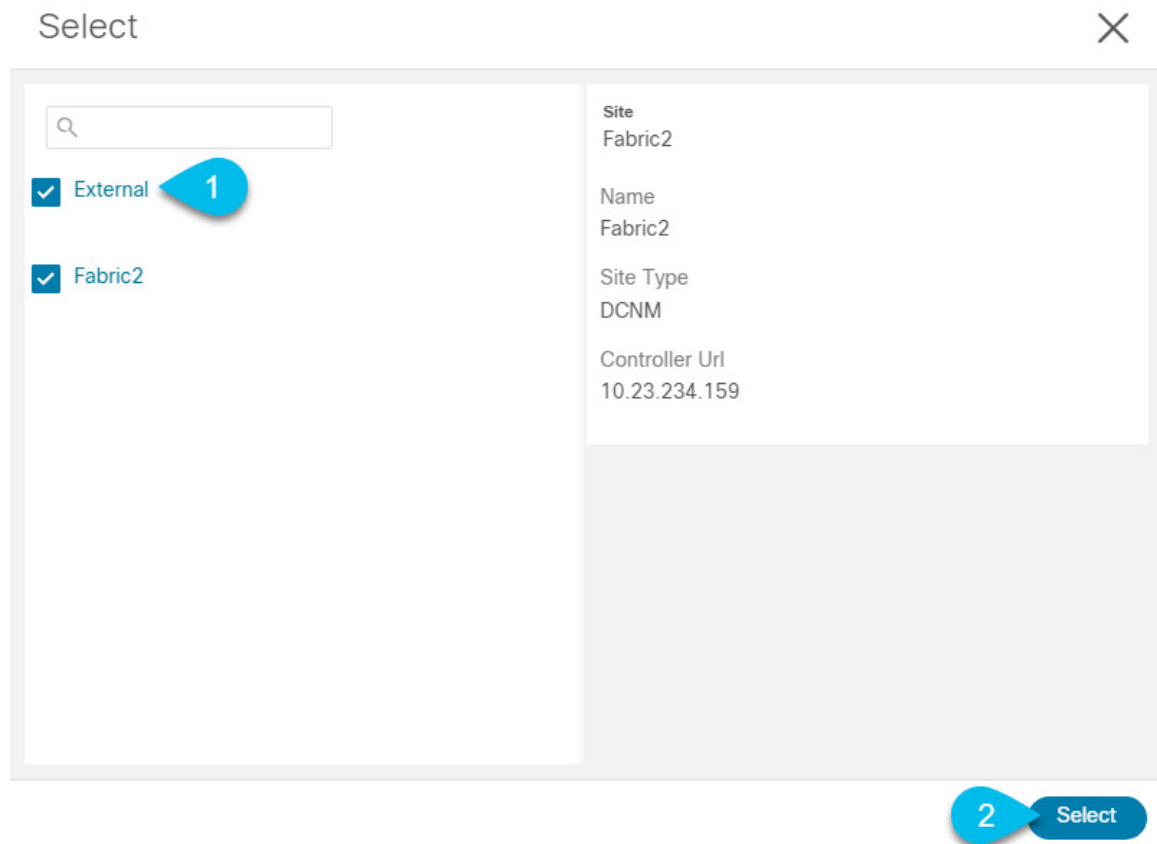 Select
External
1
Fabric2
Site
Fabric2
Name
Fabric2
Site Type
DCNM
Controller Url
10.23.234.159
2
Select